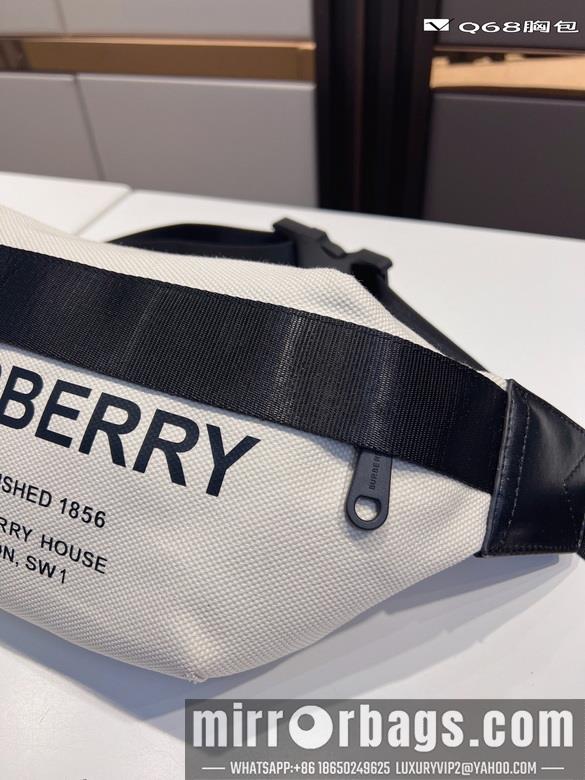 Q68胸包
BERRY
SHED 1856
RRY HOUSE
ON, SW1
BURBERRY
mirrorbags.com
WHATSAPP:+86 18650249625 LUXURYVIP2@YAHOO.COM